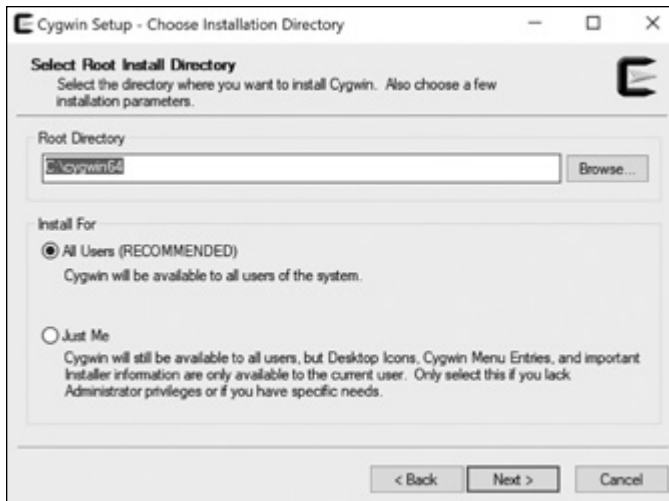 Cygwin Setup - Choose Installation Directory
Select Root Install Directory
Select the directory where you want to install Cygwin. Also choose a few
installation parameters.
Root Directory
C:\cygwin64
Browse...
Install For
All Users (RECOMMENDED)
Cygwin will be available to all users of the system.
Just Me
Cygwin will still be available to all users, but Desktop Icons, Cygwin Menu Entries, and important
Installer information are only available to the current user. Only select this if you lack
Administrator privileges or if you have specific needs.
< Back
Next >
Cancel